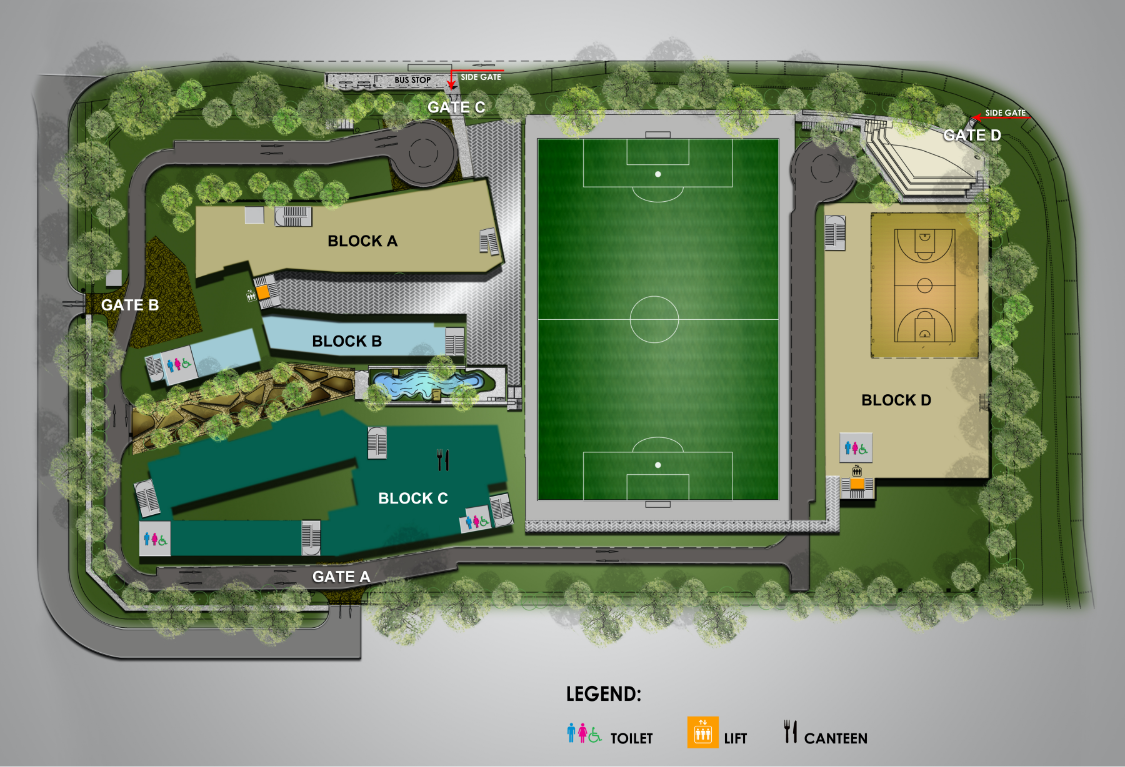 BUS STOP
SIDE GATE
GATE C
SIDE GATE
GATE D
BLOCK A
GATE B
BLOCK B
BLOCK D
BLOCK C
GATE A
LEGEND:
TOILET
LIFT
CANTEEN